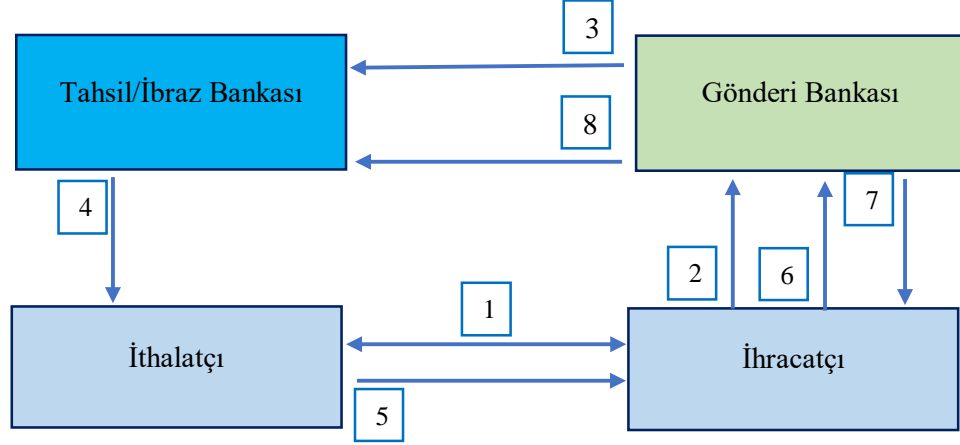 3
Tahsil/İbraz Bankası
Gönderi Bankası
8
4
7
2
6
1
İthalatçı
İhracatçı
5